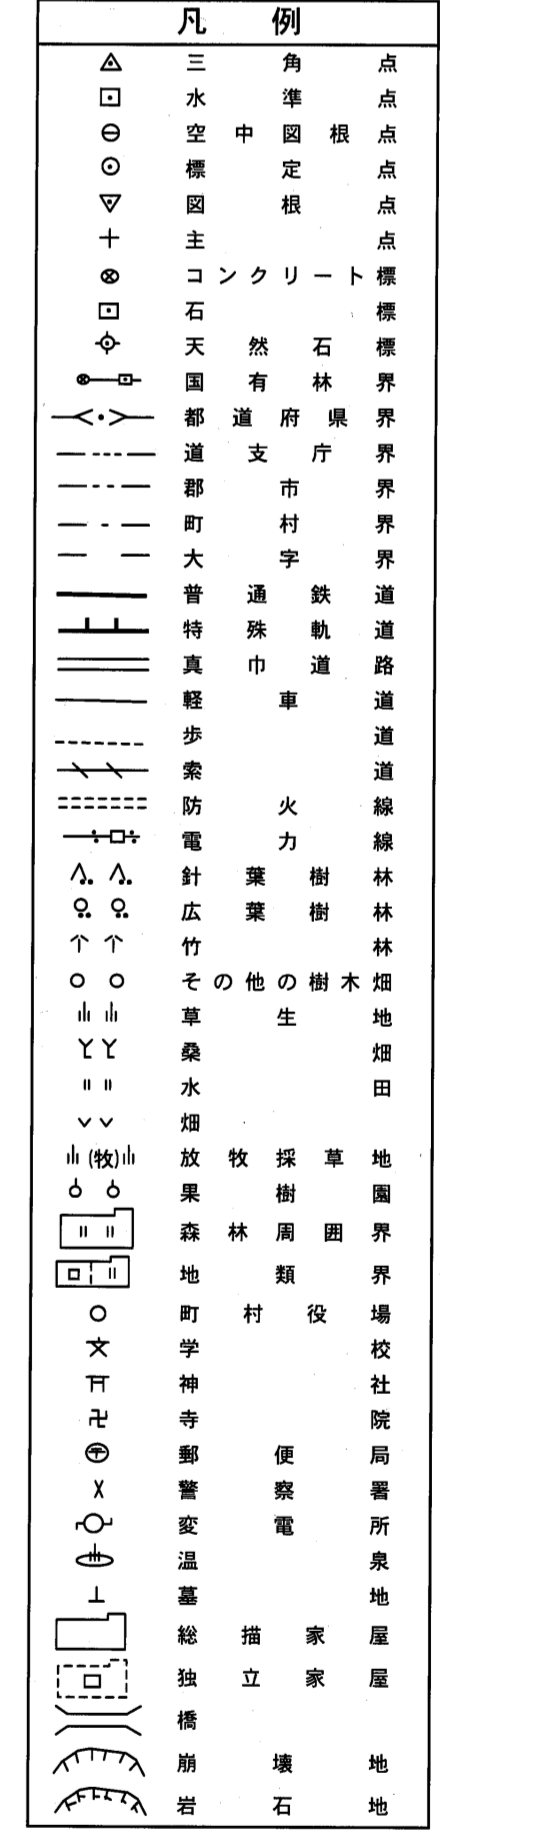 凡例
三角点
水準点
空中図根点
標定点
図根点
主点
コンクリート標
石標
天然石標
国有林界
都道府県界
道支庁界
郡市界
町村界
大字界
普通鉄道
特殊軌道
真巾道路
軽車道
歩道
索道
防火線
電力線
針葉樹林
広葉樹林
竹林
その他の樹木畑
草生地
桑畑
水田
畑
(牧) 放牧採草地
果樹園
森林周囲界
地類界
町村役場
学校
神社
寺院
郵便局
警察署
変電所
温泉
墓地
総描家屋
独立家屋
橋
崩壊地
岩石地